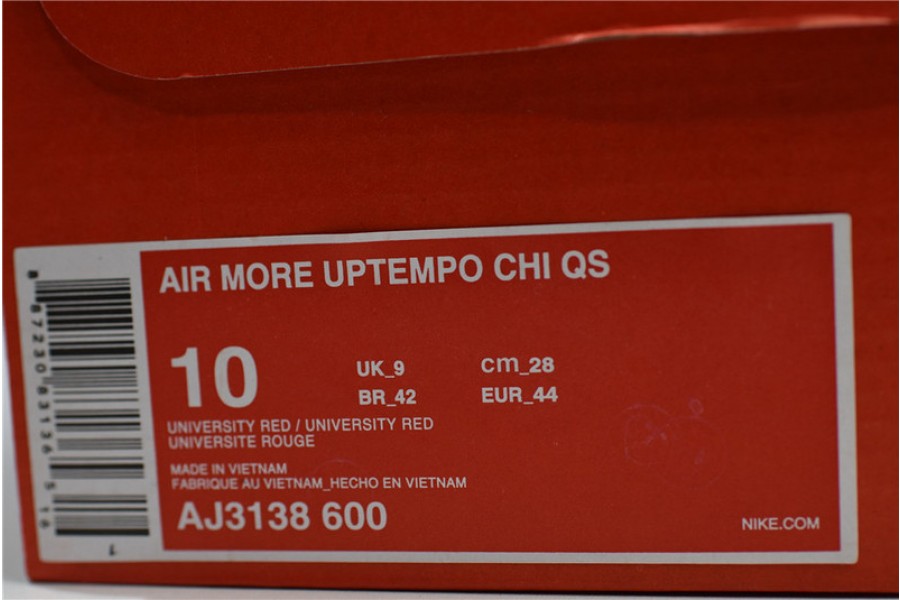 AIR MORE UPTEMPO CHI QS
10
UK_9 cm_28
BR_42 EUR_44
UNIVERSITY RED / UNIVERSITY RED
UNIVERSITE ROUGE
MADE IN VIETNAM
FABRIQUE AU VIETNAM_HECHO EN VIETNAM
AJ3138 600
NIKE.COM